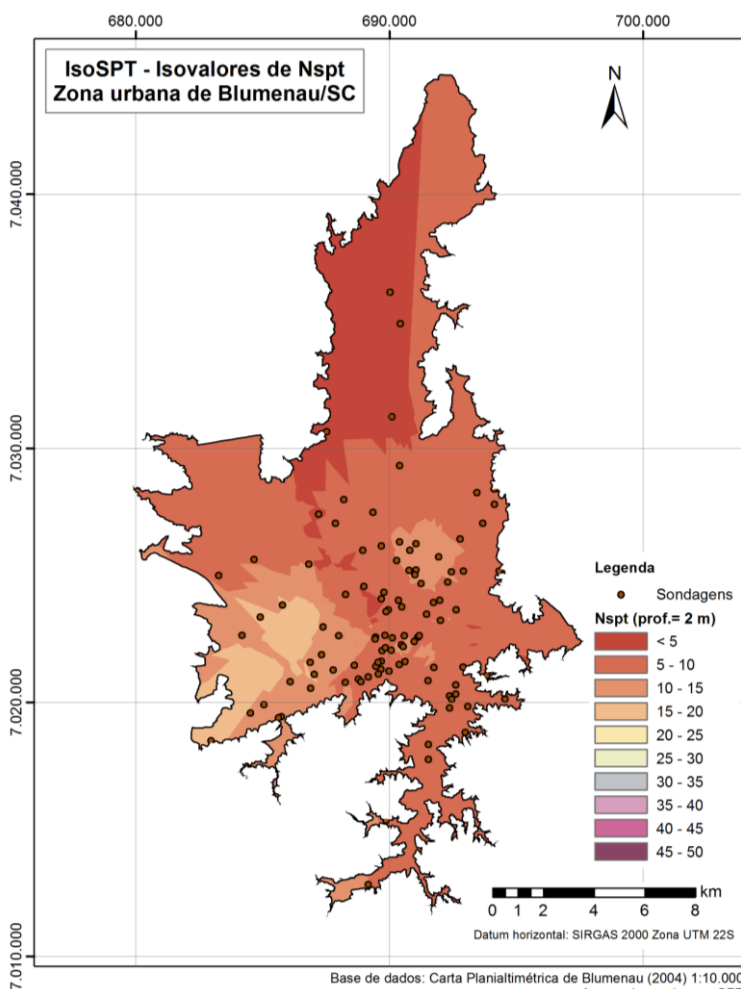 680.000 690.000 700.000
IsoSPT - Isovalores de Nspt
Zona urbana de Blumenau/SC
N
7.040.000
7.030.000
7.020.000
7.010.000
Legenda
Sondagens
Nspt (prof.= 2 m)
< 5
5 - 10
10 - 15
15 - 20
20 - 25
25 - 30
30 - 35
35 - 40
40 - 45
45 - 50
km
0 1 2 4 6 8
Datum horizontal: SIRGAS 2000 Zona UTM 22S
Base de dados: Carta Planialtimétrica de Blumenau (2004) 1:10.000